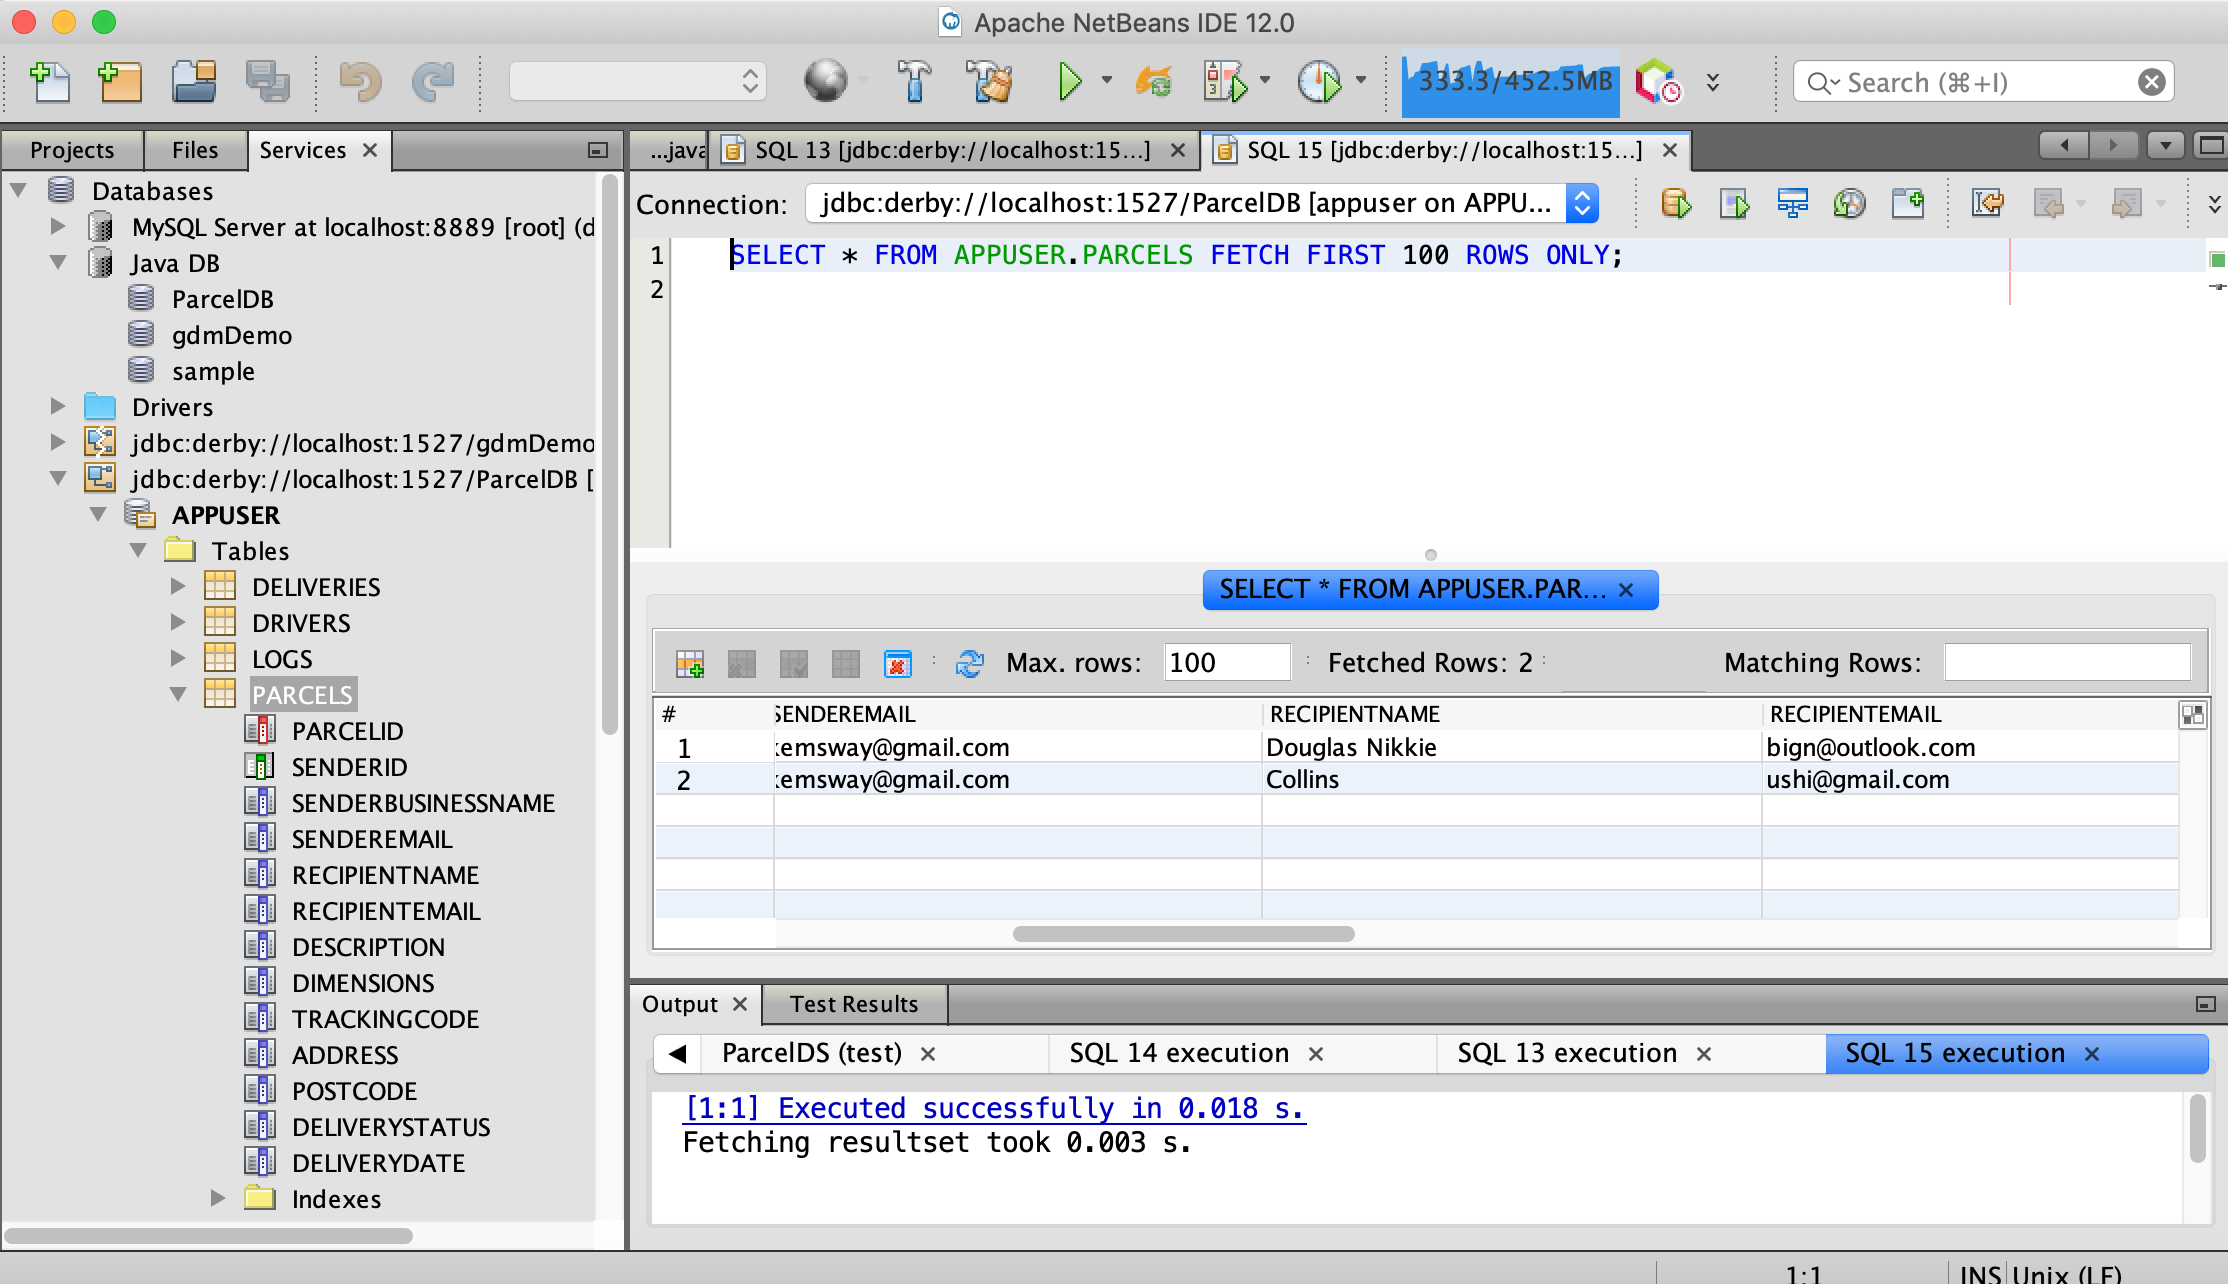 Apache NetBeans IDE 12.0
333.3/452.5MB
Search (⌘+I)
Projects
Files
Services
...java
SQL 13 [jdbc:derby://localhost:15...]
SQL 15 [jdbc:derby://localhost:15...]
Databases
MySQL Server at localhost:8889 [root] (d
Java DB
ParcelDB
gdmDemo
sample
Drivers
jdbc:derby://localhost:1527/gdmDemo
jdbc:derby://localhost:1527/ParcelDB [
APPUSER
Tables
DELIVERIES
DRIVERS
LOGS
PARCELS
PARCELID
SENDERID
SENDERBUSINESSNAME
SENDEREMAIL
RECIPIENTNAME
RECIPIENTEMAIL
DESCRIPTION
DIMENSIONS
TRACKINGCODE
ADDRESS
POSTCODE
DELIVERYSTATUS
DELIVERYDATE
Indexes
Connection: jdbc:derby://localhost:1527/ParcelDB [appuser on APPU...
1 SELECT * FROM APPUSER.PARCELS FETCH FIRST 100 ROWS ONLY;
2
SELECT * FROM APPUSER.PAR...
Max. rows: 100 Fetched Rows: 2 Matching Rows:
# SENDEREMAIL RECIPIENTNAME RECIPIENTEMAIL
1 kemsway@gmail.com Douglas Nikkie bign@outlook.com
2 kemsway@gmail.com Collins ushi@gmail.com
Output
Test Results
ParcelDS (test)
SQL 14 execution
SQL 13 execution
SQL 15 execution
[1:1] Executed successfully in 0.018 s.
Fetching resultset took 0.003 s.
1:1 INS Unix (LF)